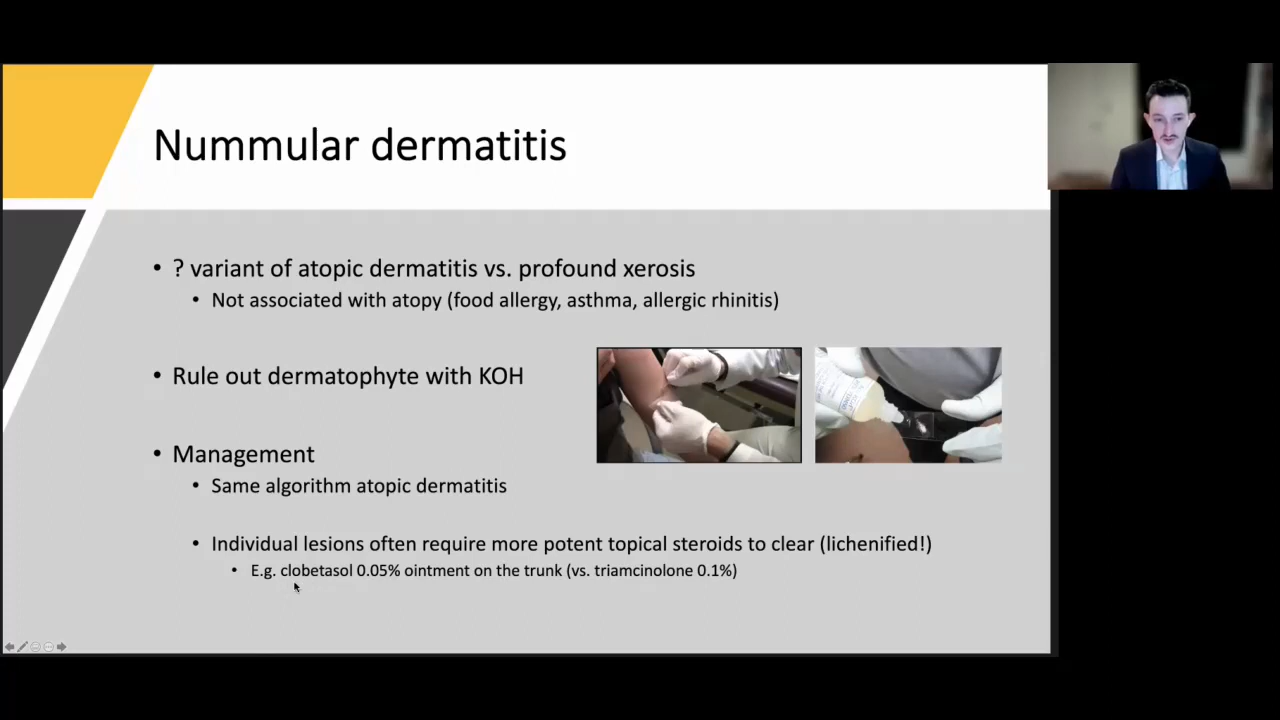 Nummular dermatitis
• ? variant of atopic dermatitis vs. profound xerosis
• Not associated with atopy (food allergy, asthma, allergic rhinitis)
• Rule out dermatophyte with KOH
• Management
• Same algorithm atopic dermatitis
• Individual lesions often require more potent topical steroids to clear (lichenified!)
• E.g. clobetasol 0.05% ointment on the trunk (vs. triamcinolone 0.1%)